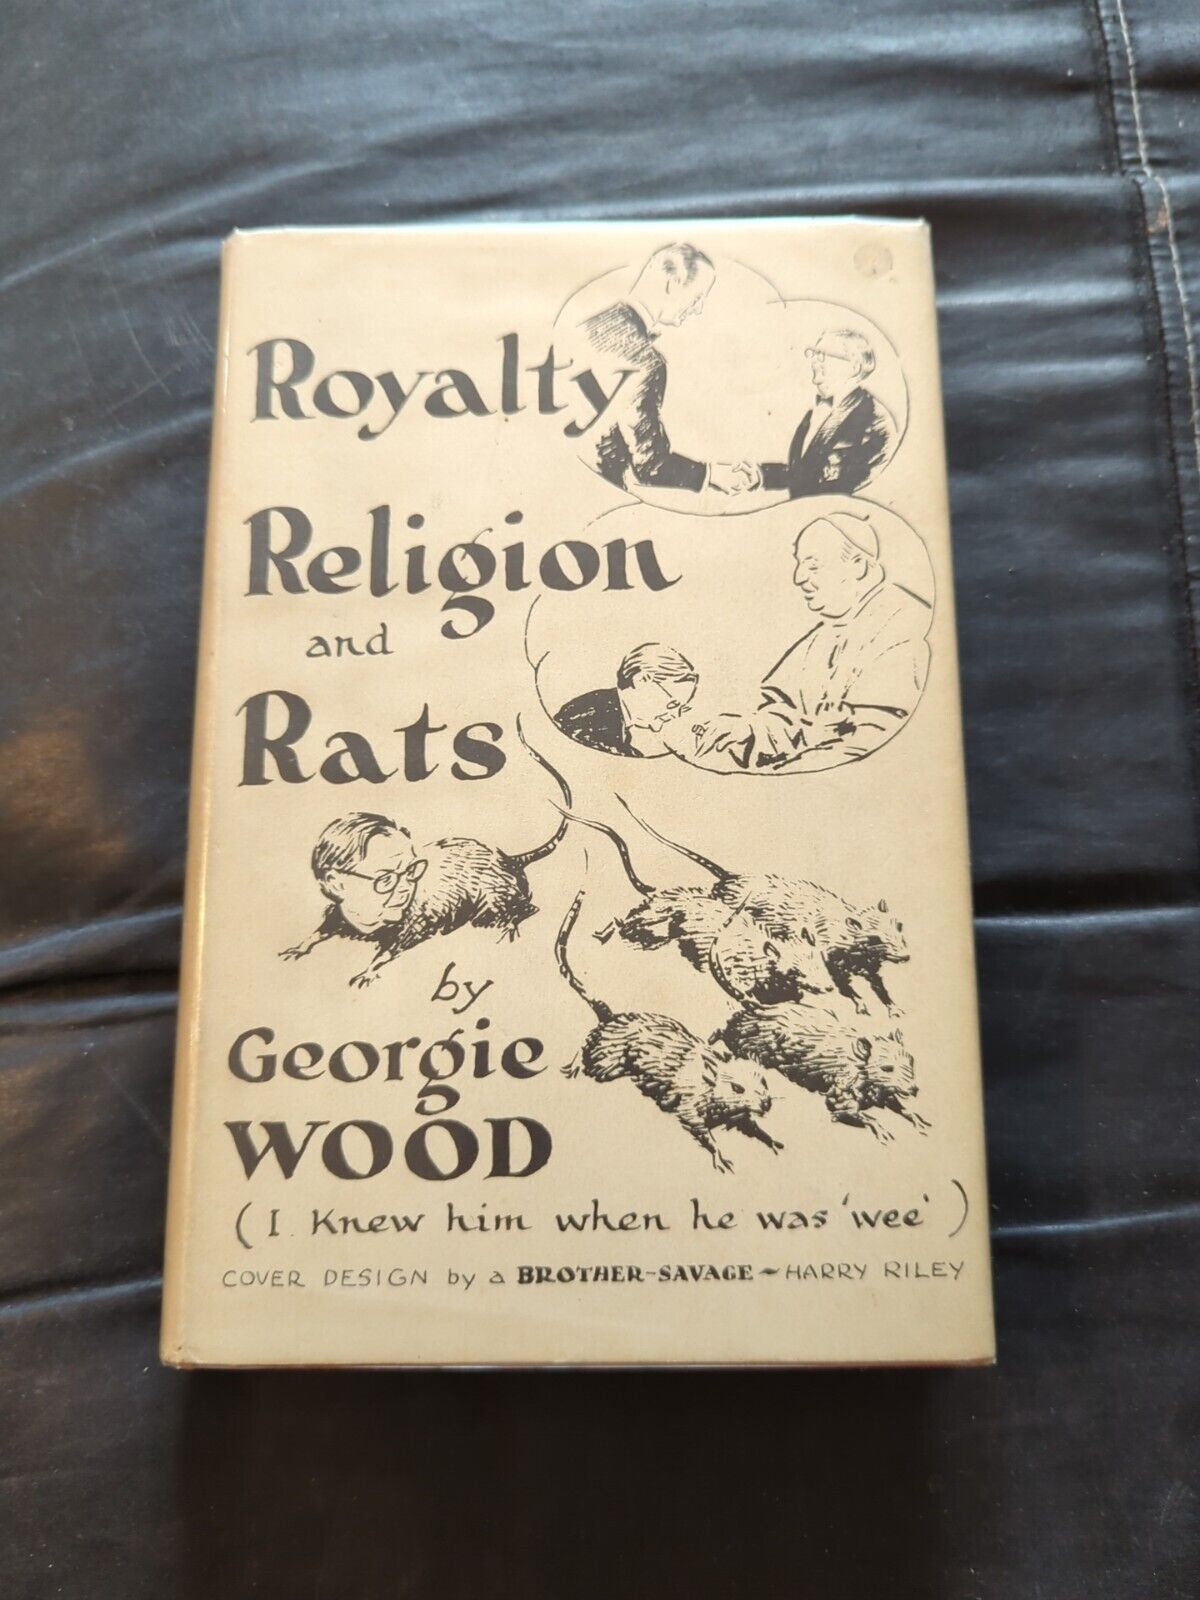 Royalty
Religion
and
Rats
by
Georgie
WOOD
(I Knew him when he was 'wee')
COVER DESIGN by a BROTHER-SAVAGE - HARRY RILEY